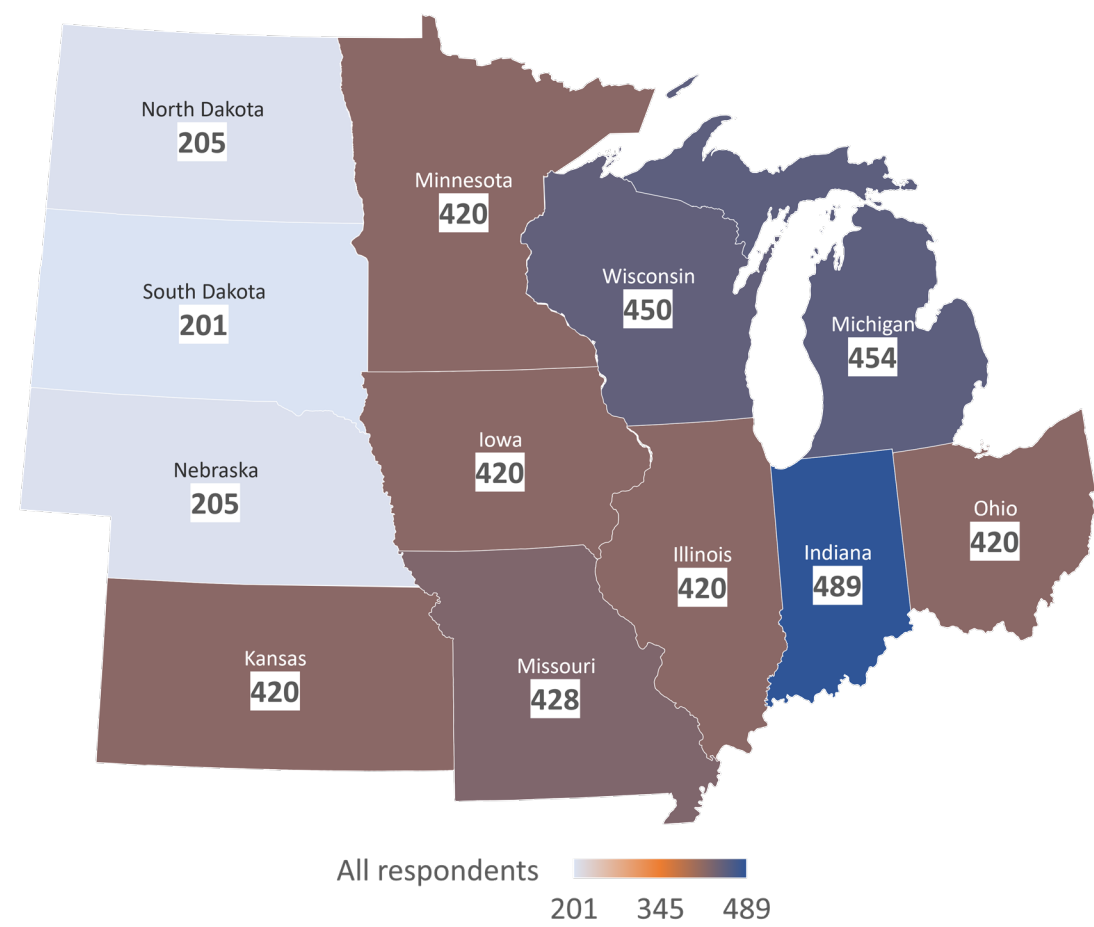 North Dakota
205
Minnesota
420
South Dakota
201
Wisconsin
450
Michigan
454
Iowa
420
Nebraska
205
Ohio
420
Illinois
420
Indiana
489
Kansas
420
Missouri
428
All respondents
201 345 489